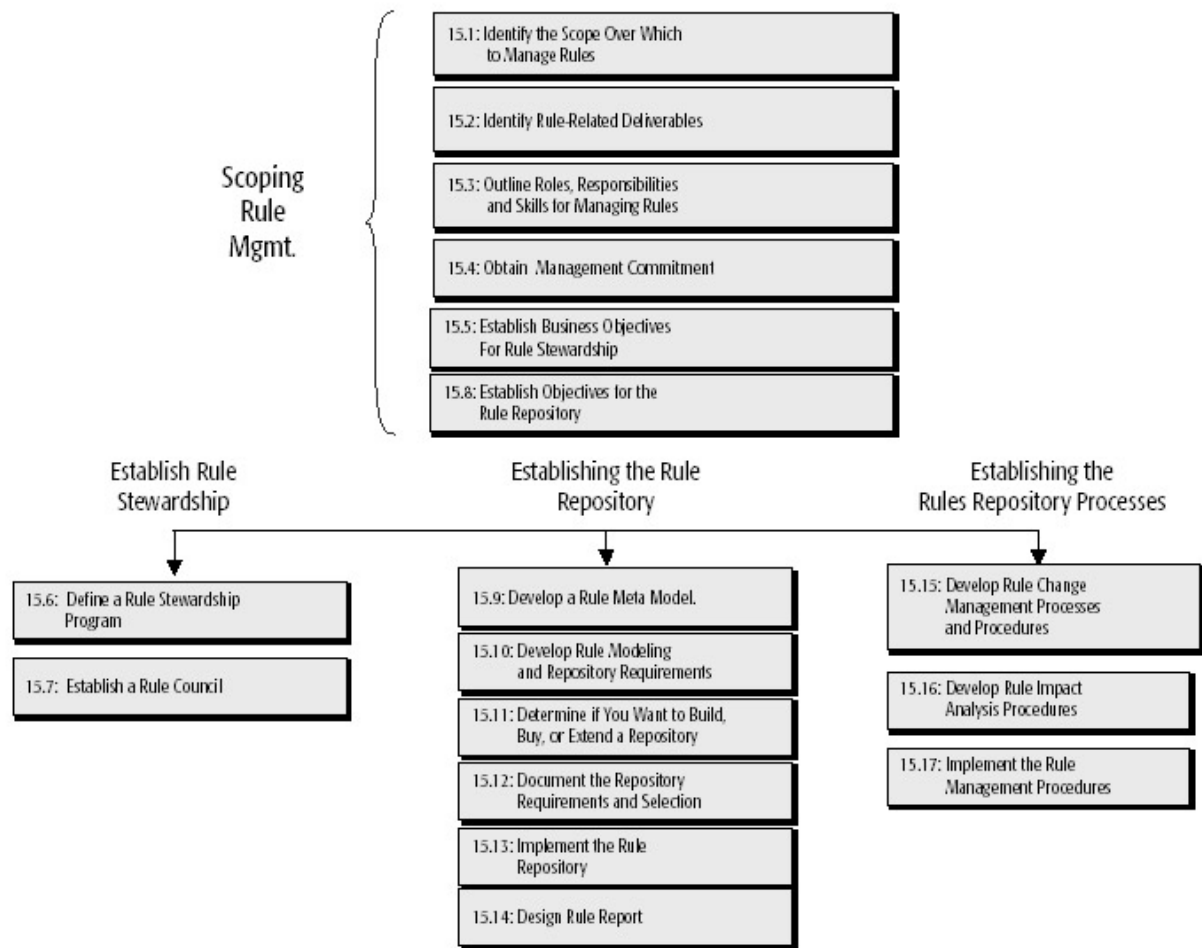 Scoping
Rule
Mgmt.
15.1: Identify the Scope Over Which
to Manage Rules
15.2: Identify Rule-Related Deliverables
15.3: Outline Roles, Responsibilities
and Skills for Managing Rules
15.4: Obtain Management Commitment
15.5: Establish Business Objectives
For Rule Stewardship
15.8: Establish Objectives for the
Rule Repository
Establish Rule
Stewardship
15.6: Define a Rule Stewardship
Program
15.7: Establish a Rule Council
Establishing the Rule
Repository
15.9: Develop a Rule Meta Model.
15.10: Develop Rule Modeling
and Repository Requirements
15.11: Determine if You Want to Build,
Buy, or Extend a Repository
15.12: Document the Repository
Requirements and Selection
15.13: Implement the Rule
Repository
15.14: Design Rule Report
Establishing the
Rules Repository Processes
15.15: Develop Rule Change
Management Processes
and Procedures
15.16: Develop Rule Impact
Analysis Procedures
15.17: Implement the Rule
Management Procedures